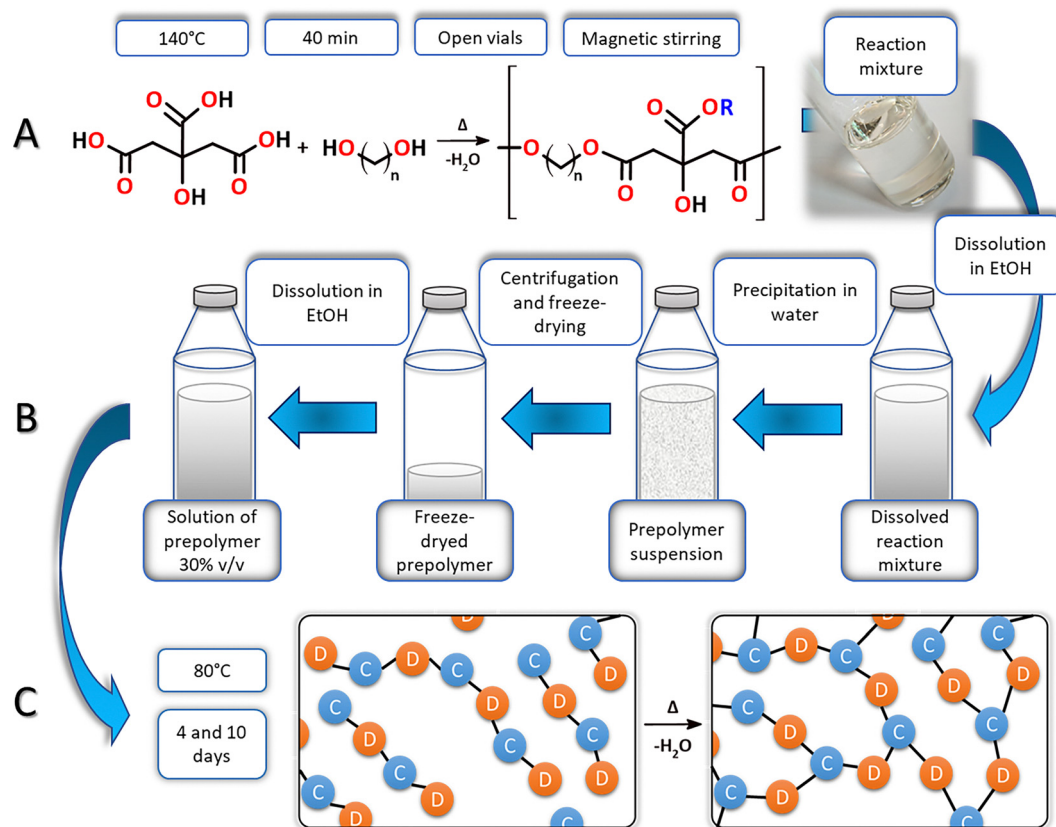 140°C
40 min
Open vials
Magnetic stirring
Reaction
mixture
A
HO
O
O
OH
OH
O
OH
+
HO
OH
n
Δ
-H₂O
O
n
O
O
O
OR
OH
O
Dissolution
in EtOH
B
Dissolution in
EtOH
Centrifugation
and freeze-
drying
Precipitation in
water
Solution of
prepolymer
30% v/v
Freeze-
dried
prepolymer
Prepolymer
suspension
Dissolved
reaction
mixture
C
80°C
4 and 10
days
D
D C D C
D C D
C D C D
C D
C D
C
D
C
Δ
-H₂O
D C D C D
C D
D C D
C D C D
C C D
C D D D
C